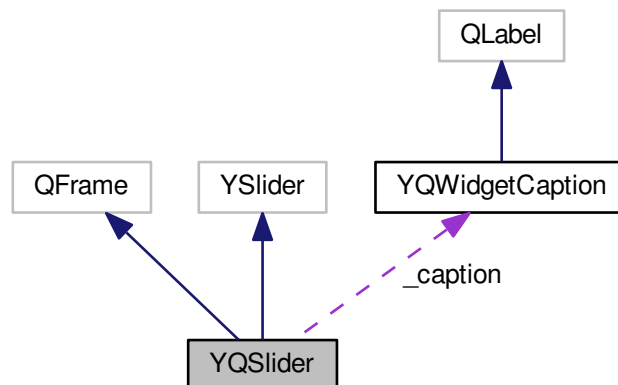 QLabel
QFrame
YSlider
YQWidgetCaption
_caption
YQSlider